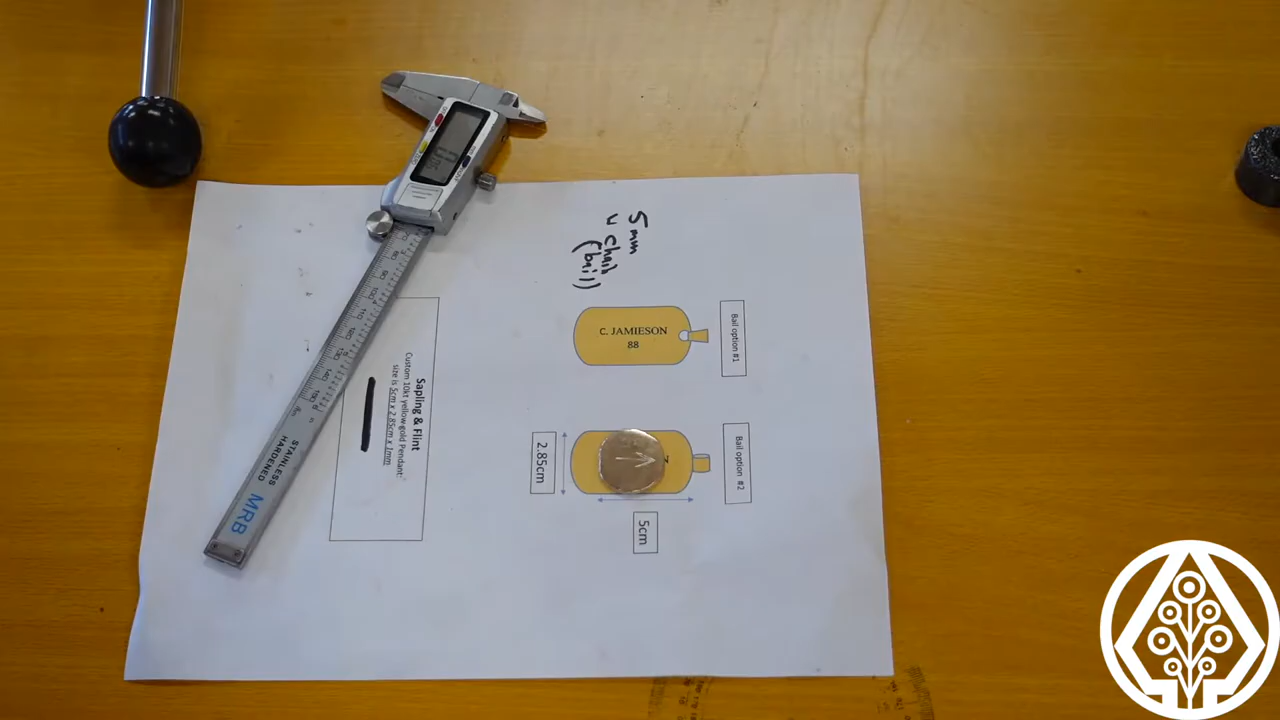 5mm
v chain
(bail)
Bail option #1
C. JAMIESON
88
Bail option #2
2.85cm
5cm
Sapling & Flint
Custom 10kt yellow-gold Pendant:
size is 5cm x 2.85cm x 1mm
STAINLESS
HARDENED
MRB